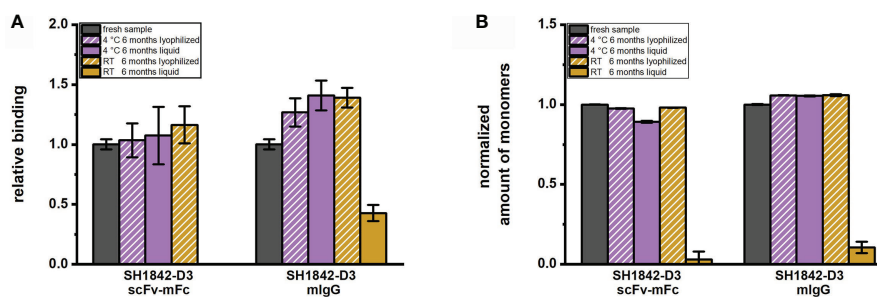 A
relative binding
2.0
1.5
1.0
0.5
0.0
fresh sample
4 °C 6 months lyophilized
4 °C 6 months liquid
RT 6 months lyophilized
RT 6 months liquid
SH1842-D3
scFv-mFc
SH1842-D3
mIgG
B
normalized
amount of monomers
1.5
1.0
0.5
0.0
fresh sample
4 °C 6 months lyophilized
4 °C 6 months liquid
RT 6 months lyophilized
RT 6 months liquid
SH1842-D3
scFv-mFc
SH1842-D3
mIgG